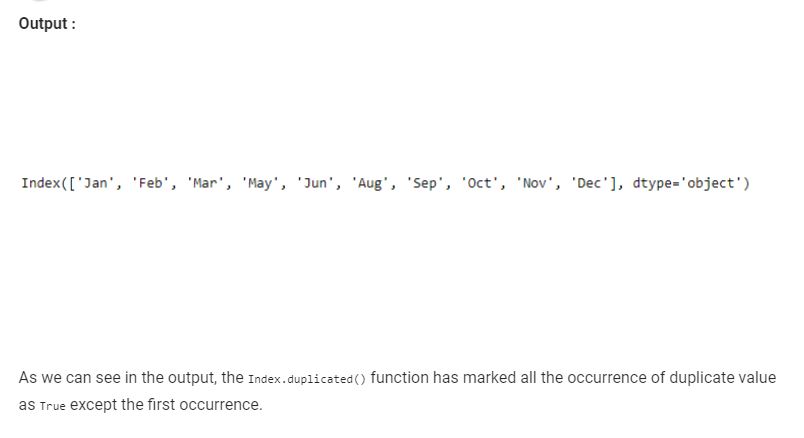 Output :
Index(['Jan', 'Feb', 'Mar', 'May', 'Jun', 'Aug', 'Sep', 'Oct', 'Nov', 'Dec'], dtype='object')
As we can see in the output, the Index.duplicated() function has marked all the occurrence of duplicate value
as True except the first occurrence.